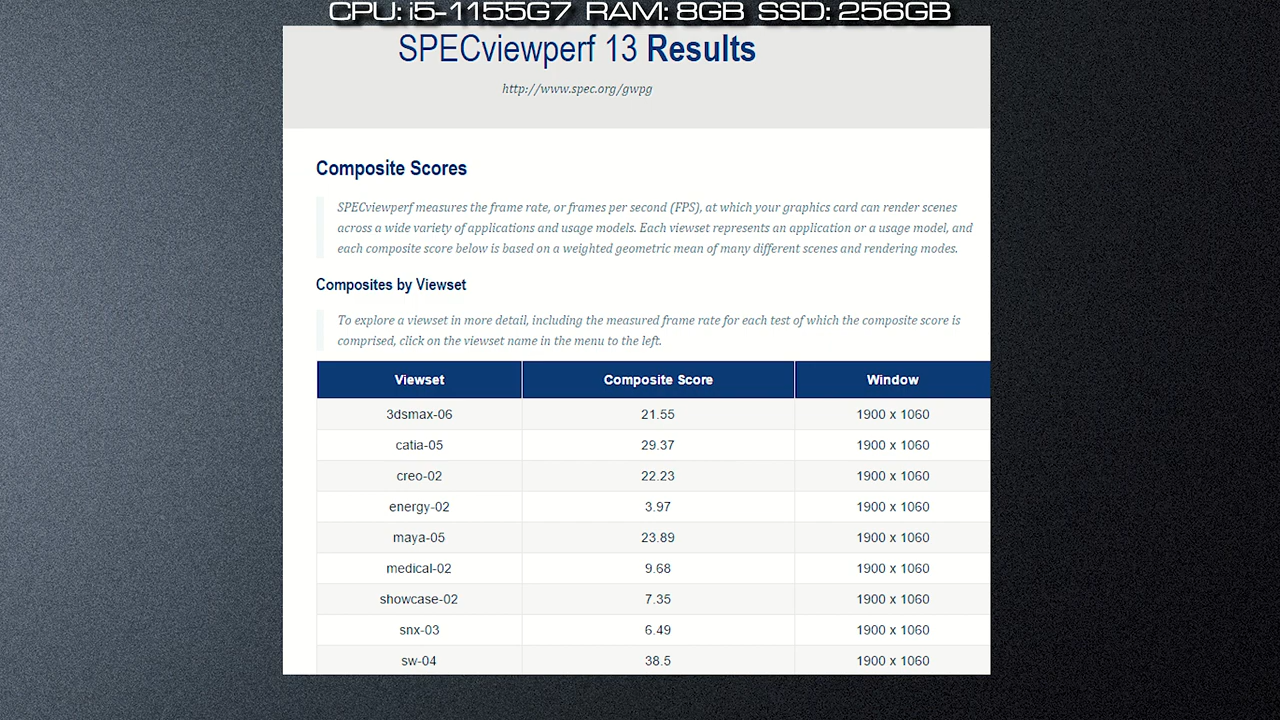 CPU: i5-1155G7 RAM: 8GB SSD: 256GB
SPECviewperf 13 Results
http://www.spec.org/gwpg
Composite Scores
SPECviewperf measures the frame rate, or frames per second (FPS), at which your graphics card can render scenes
across a wide variety of applications and usage models. Each viewset represents an application or a usage model, and
each composite score below is based on a weighted geometric mean of many different scenes and rendering modes.
Composites by Viewset
To explore a viewset in more detail, including the measured frame rate for each test of which the composite score is
comprised, click on the viewset name in the menu to the left.
Viewset Composite Score Window
3dsmax-06 21.55 1900 x 1060
catia-05 29.37 1900 x 1060
creo-02 22.23 1900 x 1060
energy-02 3.97 1900 x 1060
maya-05 23.89 1900 x 1060
medical-02 9.68 1900 x 1060
showcase-02 7.35 1900 x 1060
snx-03 6.49 1900 x 1060
sw-04 38.5 1900 x 1060